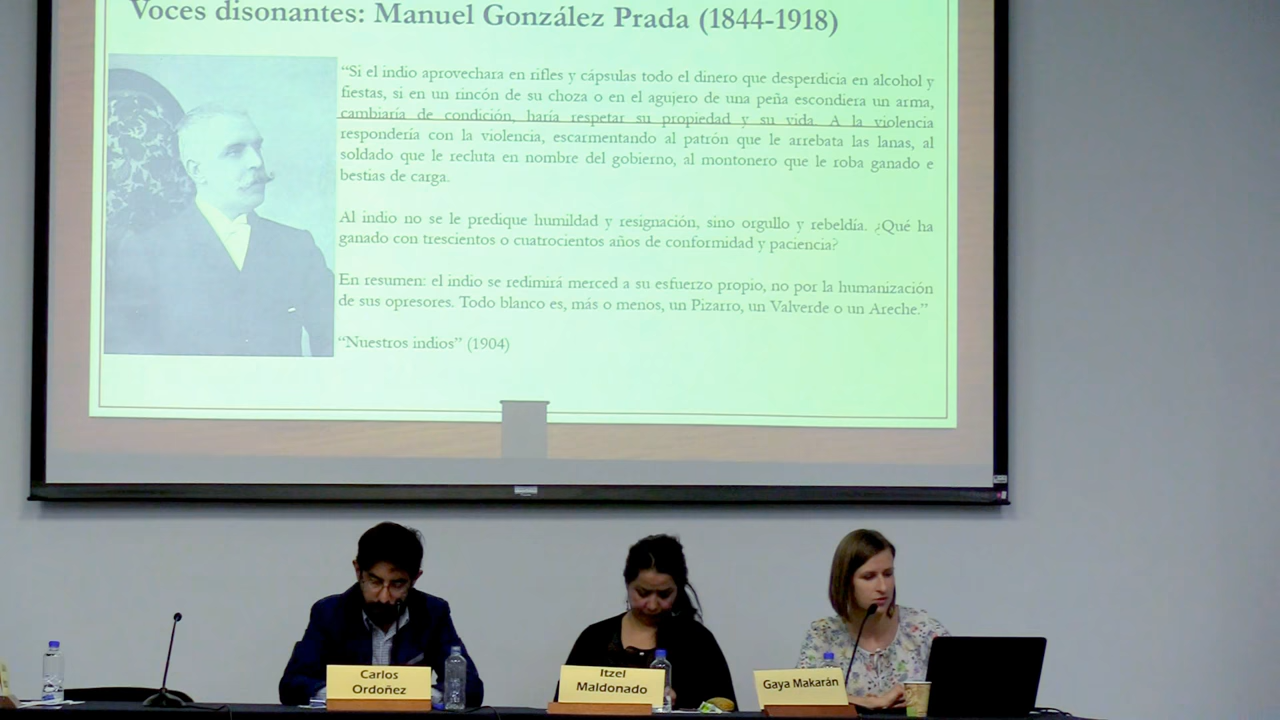 Voces disonantes: Manuel González Prada (1844-1918)
“Si el indio aprovechara en rifles y cápsulas todo el dinero que desperdicia en alcohol y
fiestas, si en un rincón de su choza o en el agujero de una peña escondiera un arma,
cambiaría de condición, haría respetar su propiedad y su vida. A la violencia
respondería con la violencia, escarmentando al patrón que le arrebata las lanas, al
soldado que le recluta en nombre del gobierno, al montonero que le roba ganado e
bestias de carga.
Al indio no se le predique humildad y resignación, sino orgullo y rebeldía. ¿Qué ha
ganado con trescientos o cuatrocientos años de conformidad y paciencia?
En resumen: el indio se redimirá merced a su esfuerzo propio, no por la humanización
de sus opresores. Todo blanco es, más o menos, un Pizarro, un Valverde o un Areche.”
“Nuestros indios” (1904)
Carlos
Ordoñez
Itzel
Maldonado
Gaya Makarán